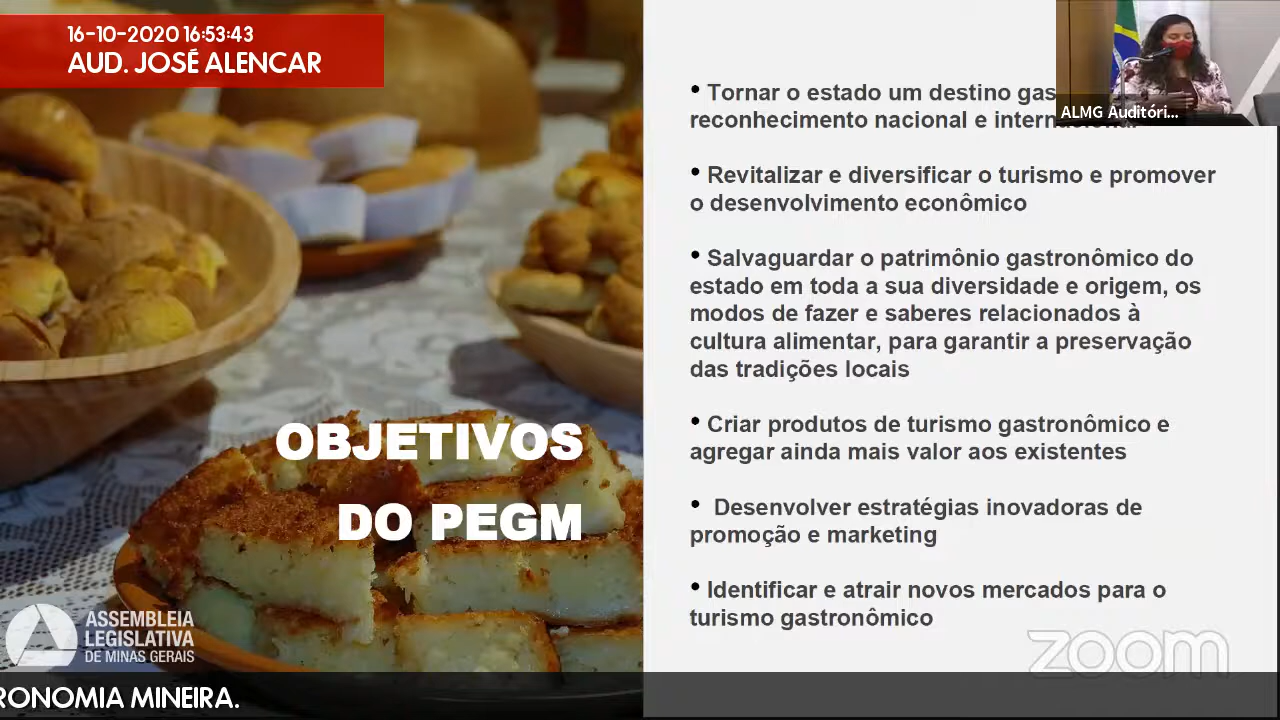 16-10-2020 16:53:43
AUD. JOSÉ ALENCAR
OBJETIVOS
DO PEGM
ASSEMBLEIA
LEGISLATIVA
DE MINAS GERAIS
RONOMIA MINEIRA.
• Tornar o estado um destino gas
reconhecimento nacional e internacional
• Revitalizar e diversificar o turismo e promover
o desenvolvimento econômico
• Salvaguardar o patrimônio gastronômico do
estado em toda a sua diversidade e origem, os
modos de fazer e saberes relacionados à
cultura alimentar, para garantir a preservação
das tradições locais
• Criar produtos de turismo gastronômico e
agregar ainda mais valor aos existentes
• Desenvolver estratégias inovadoras de
promoção e marketing
• Identificar e atrair novos mercados para o
turismo gastronômico
ALMG Auditóri...
zoom